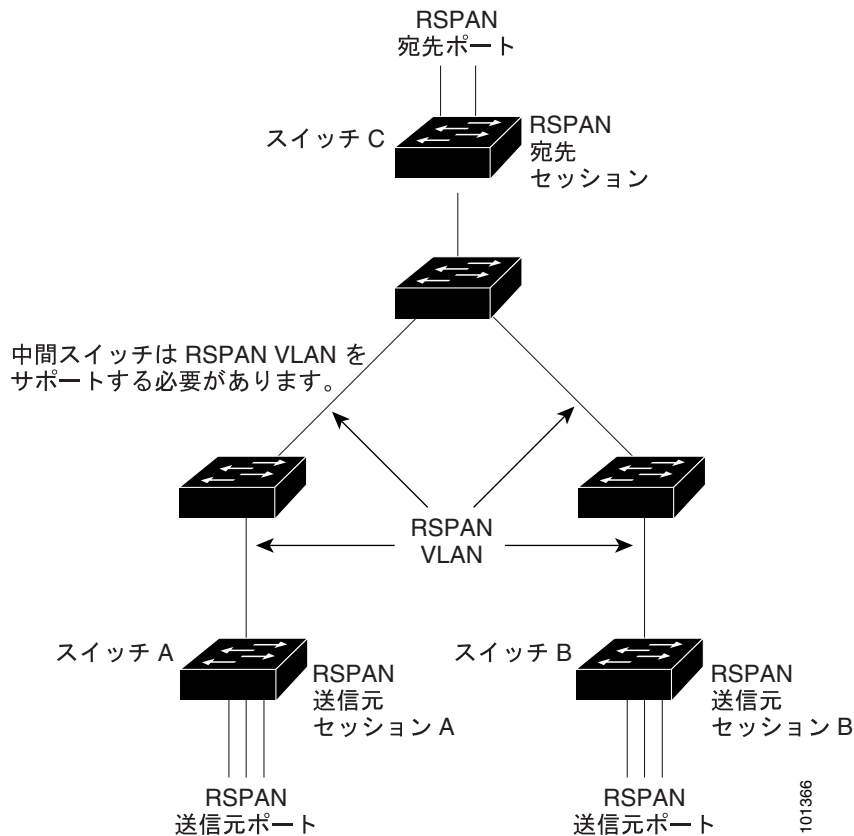 RSPAN
宛先ポート
スイッチ C
RSPAN
宛先
セッション
中間スイッチは RSPAN VLAN を
サポートする必要があります。
RSPAN
VLAN
スイッチ A
RSPAN
送信元
セッション A
スイッチ B
RSPAN
送信元
セッション B
RSPAN
送信元ポート
RSPAN
送信元ポート
101366